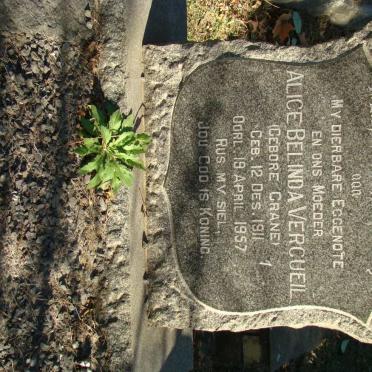 MY DIERBARE EGGENOTE
EN ONS MOEDER
ALICE BELINDA VERCUEIL
(GEBORE CRANE)
GEB. 12 DES. 1911.
OORL. 19 APRIL 1957
RUS MY SIEL,
JOU GOD IS KONING